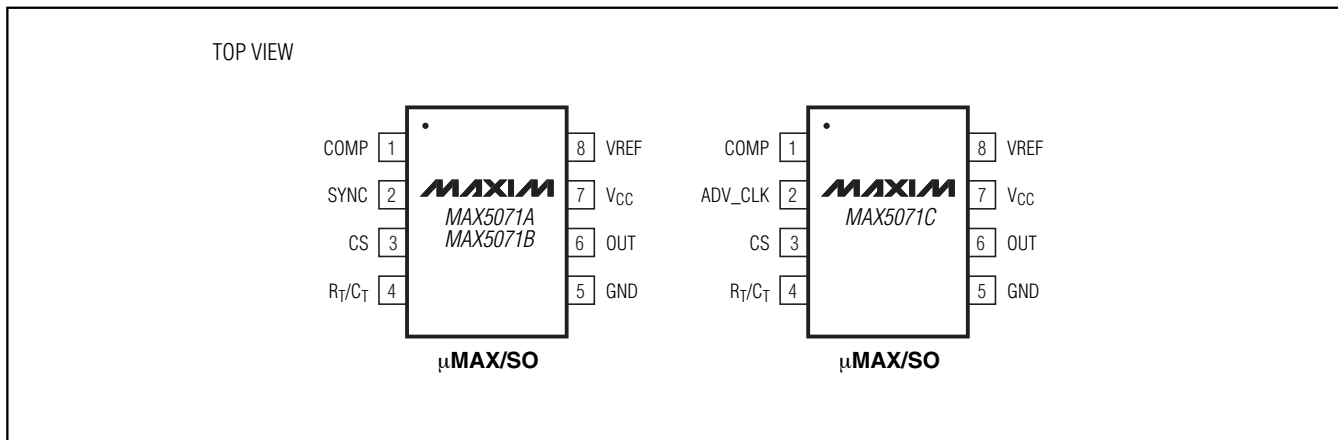 TOP VIEW
COMP 1
SYNC 2
CS 3
RT/CT 4
8 VREF
7 VCC
6 OUT
5 GND
MAXIM
MAX5071A
MAX5071B
µMAX/SO
COMP 1
ADV_CLK 2
CS 3
RT/CT 4
8 VREF
7 VCC
6 OUT
5 GND
MAXIM
MAX5071C
µMAX/SO